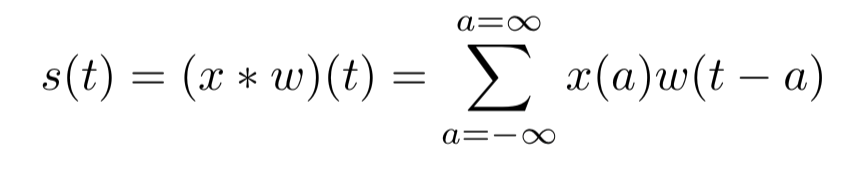 s(t) = (x * w)(t) = \sum_{a=-\infty}^{a=\infty} x(a)w(t - a)